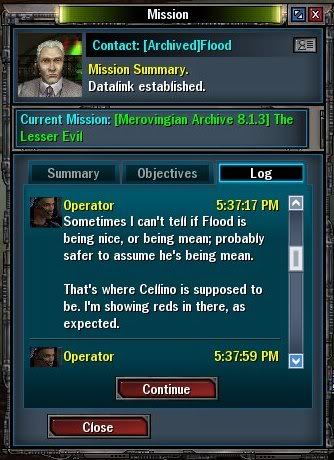 Mission
Contact: [Archived]Flood
Mission Summary.
Datalink established.
Current Mission: [Merovingian Archive 8.1.3] The
Lesser Evil
Summary
Objectives
Log
Operator 5:37:17 PM
Sometimes I can't tell if Flood is
being nice, or being mean; probably
safer to assume he's being mean.
That's where Cellino is supposed to
be. I'm showing reds in there, as
expected.
Operator 5:37:59 PM
Continue
Close